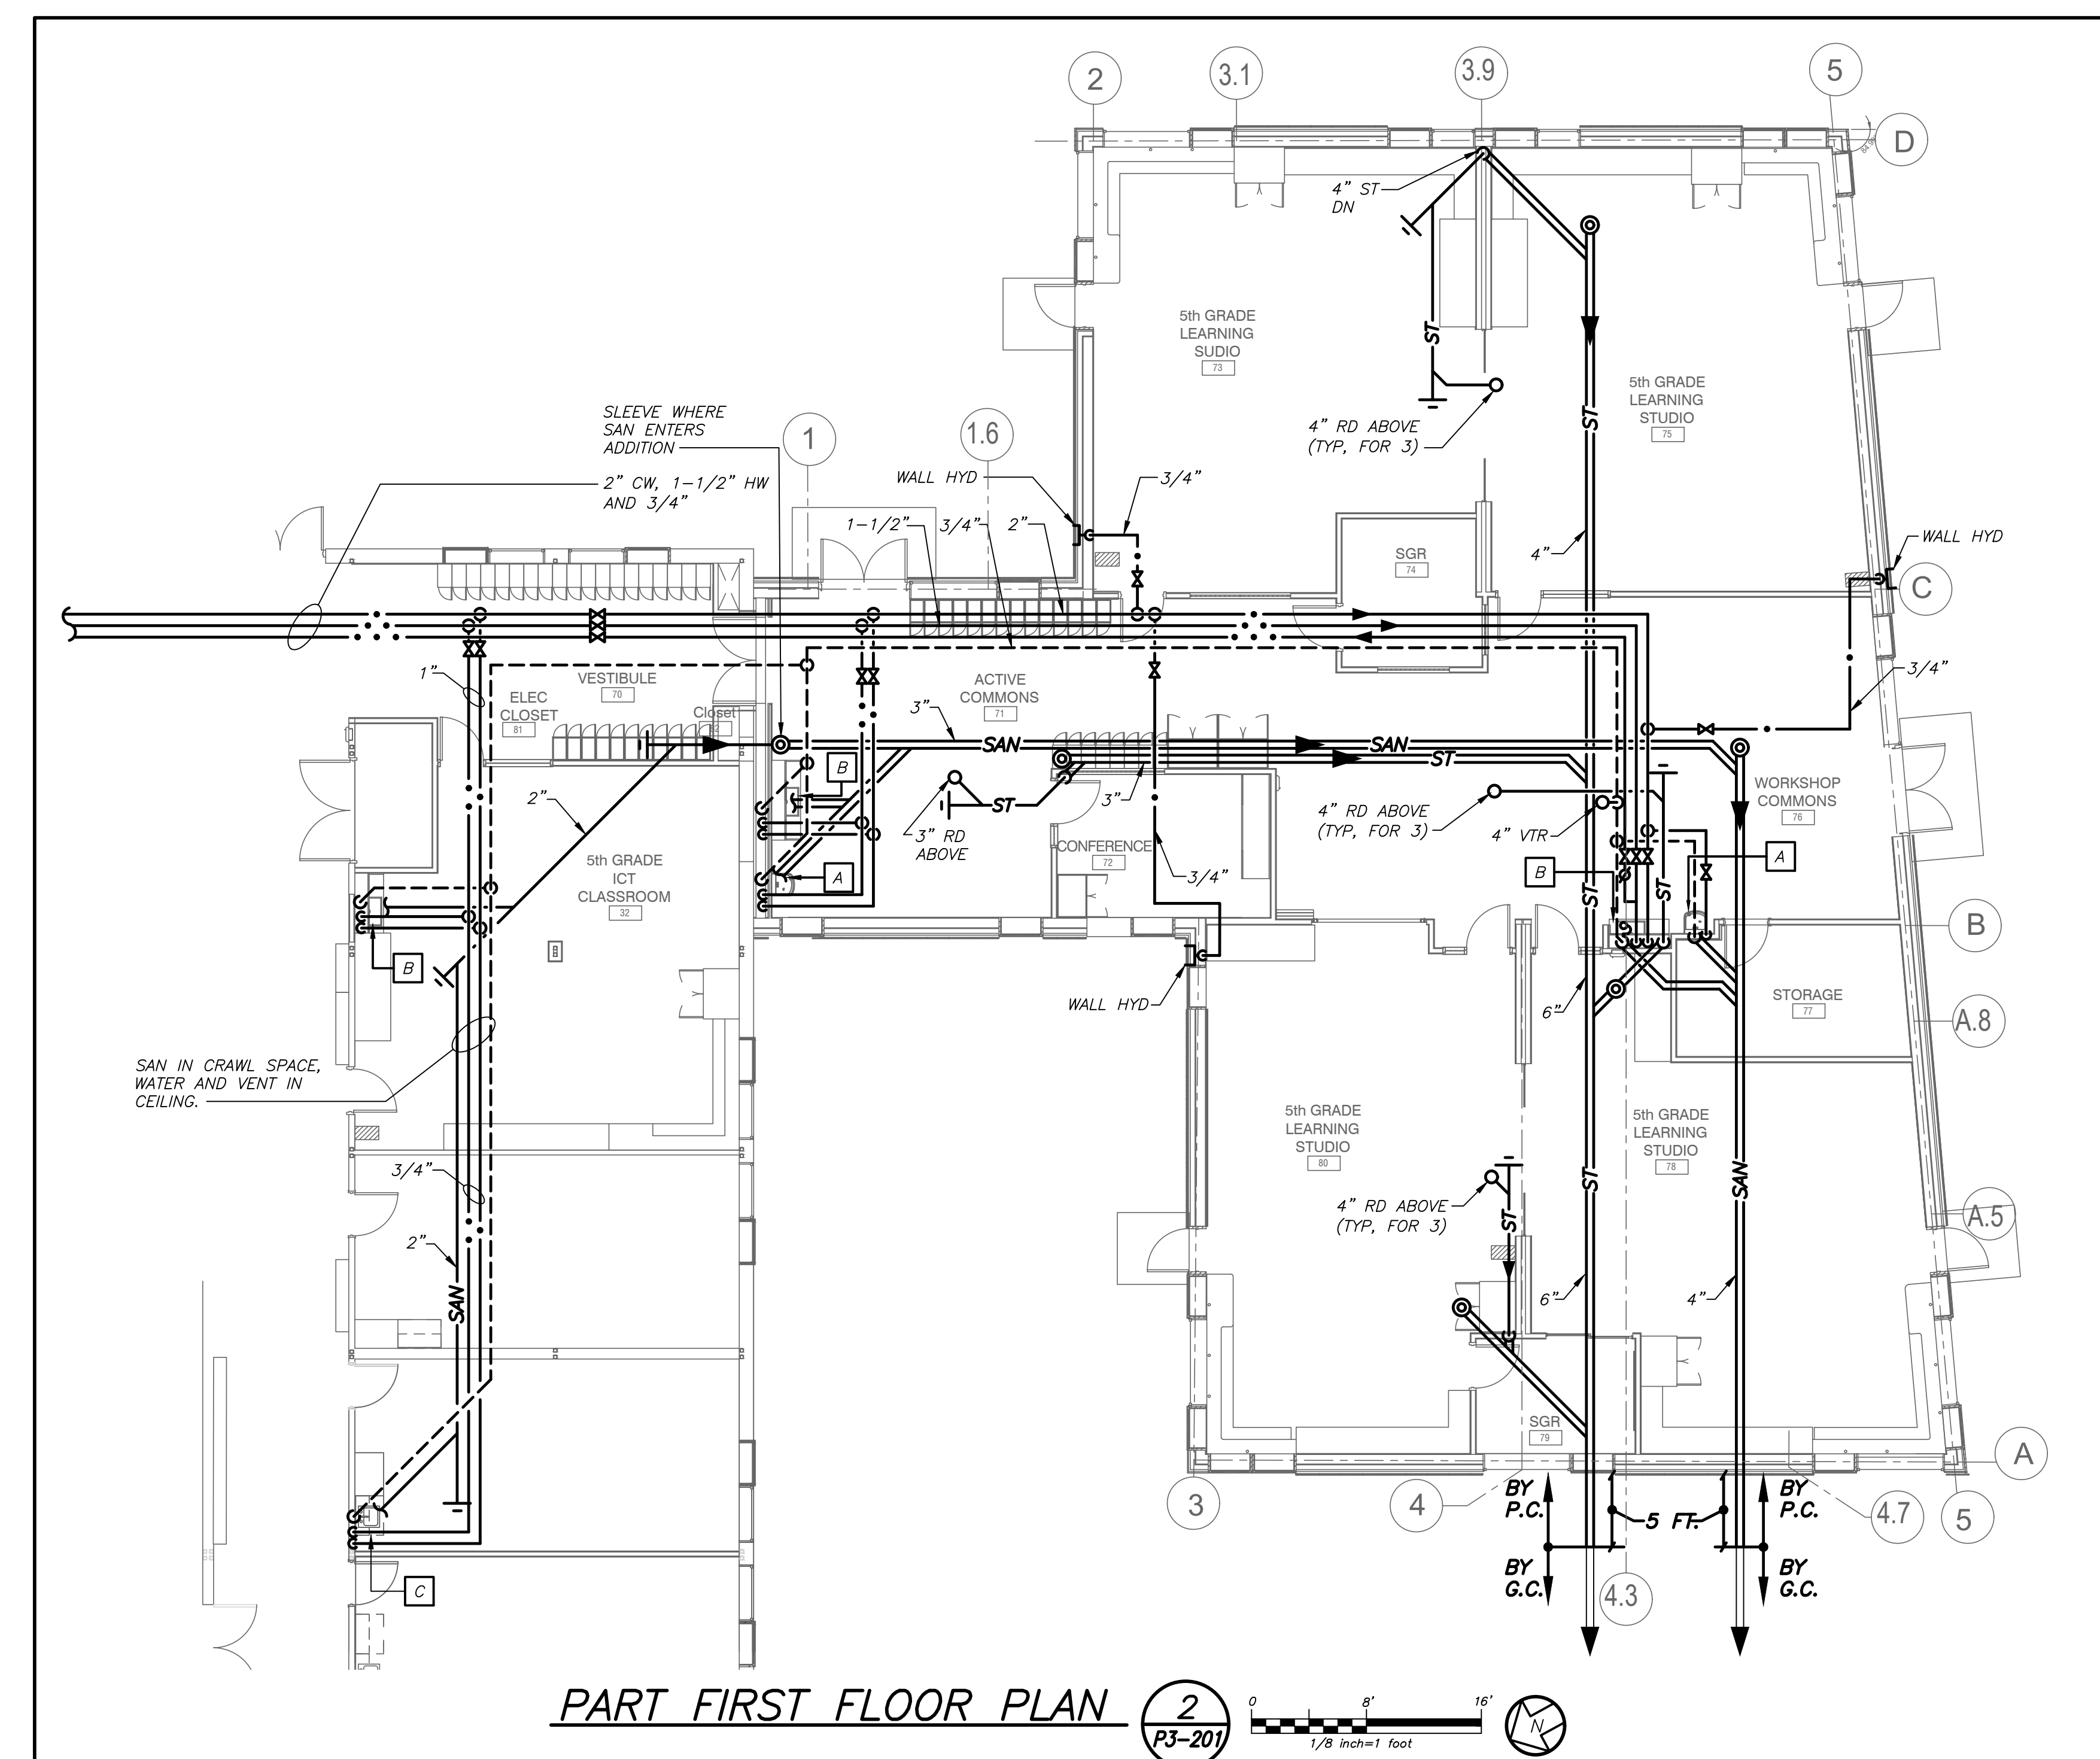 2
3.1
3.9
5
D
84.96°
4" ST
DN
5th GRADE
LEARNING
SUDIO
73
ST
5th GRADE
LEARNING
STUDIO
75
ST
4" RD ABOVE
(TYP, FOR 3)
SLEEVE WHERE
SAN ENTERS
ADDITION
1
1.6
2" CW, 1-1/2" HW
AND 3/4"
WALL HYD
3/4"
1-1/2"
3/4"
2"
4"
SGR
74
WALL HYD
C
1"
VESTIBULE
70
ELEC
CLOSET
81
Closet
ACTIVE
COMMONS
71
3"
SAN
SAN
ST
3/4"
2"
B
ST
3"
3" RD
ABOVE
4" RD ABOVE
(TYP, FOR 3)
4" VTR
WORKSHOP
COMMONS
76
CONFERENCE
72
3/4"
A
B
A
ST
ST
5th GRADE
ICT
CLASSROOM
32
B
B
WALL HYD
6"
STORAGE
77
A.8
SAN IN CRAWL SPACE,
WATER AND VENT IN
CEILING.
5th GRADE
LEARNING
STUDIO
80
5th GRADE
LEARNING
STUDIO
78
3/4"
4" RD ABOVE
(TYP, FOR 3)
ST
ST
SAN
A.5
2"
SAN
6"
4"
SGR
79
A
3
4
BY
P.C.
5 FT.
BY
P.C.
4.7
5
BY
G.C.
4.3
BY
G.C.
C
PART FIRST FLOOR PLAN
2
P3-201
0 8' 16'
1/8 inch=1 foot
N